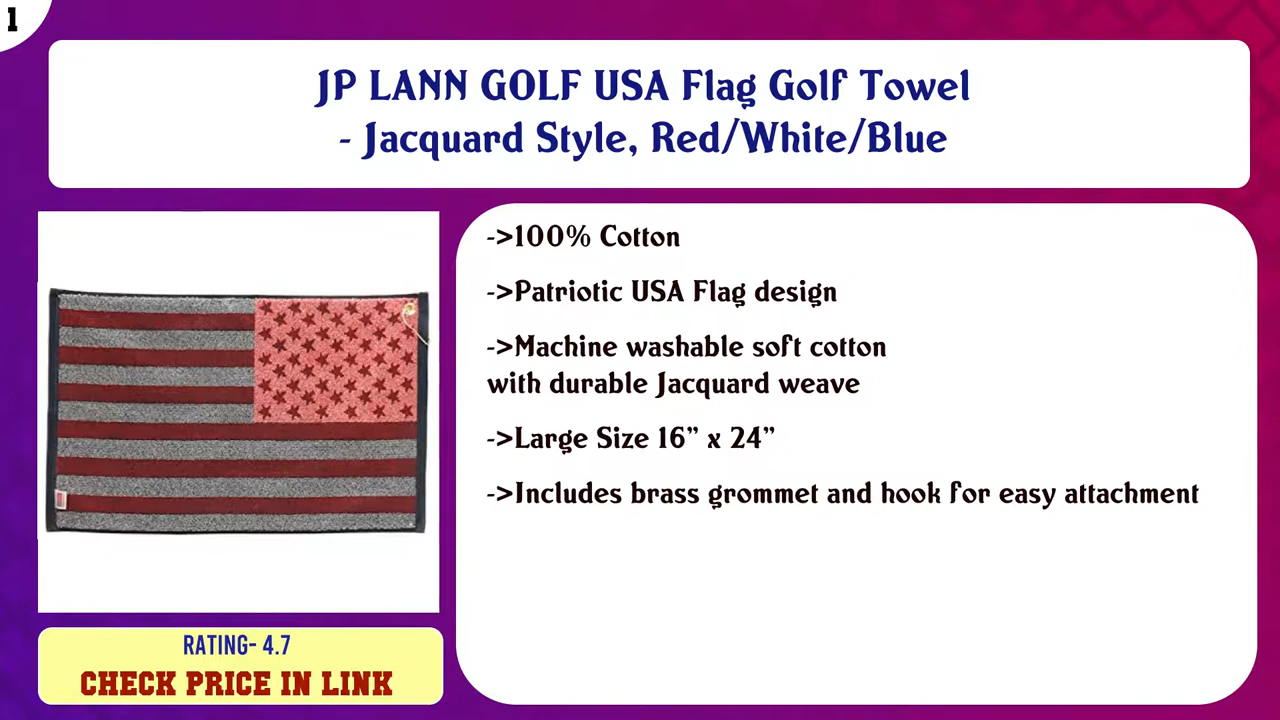 1
JP LANN GOLF USA Flag Golf Towel
- Jacquard Style, Red/White/Blue
->100% Cotton
->Patriotic USA Flag design
->Machine washable soft cotton
with durable Jacquard weave
->Large Size 16” x 24”
->Includes brass grommet and hook for easy attachment
RATING- 4.7
CHECK PRICE IN LINK